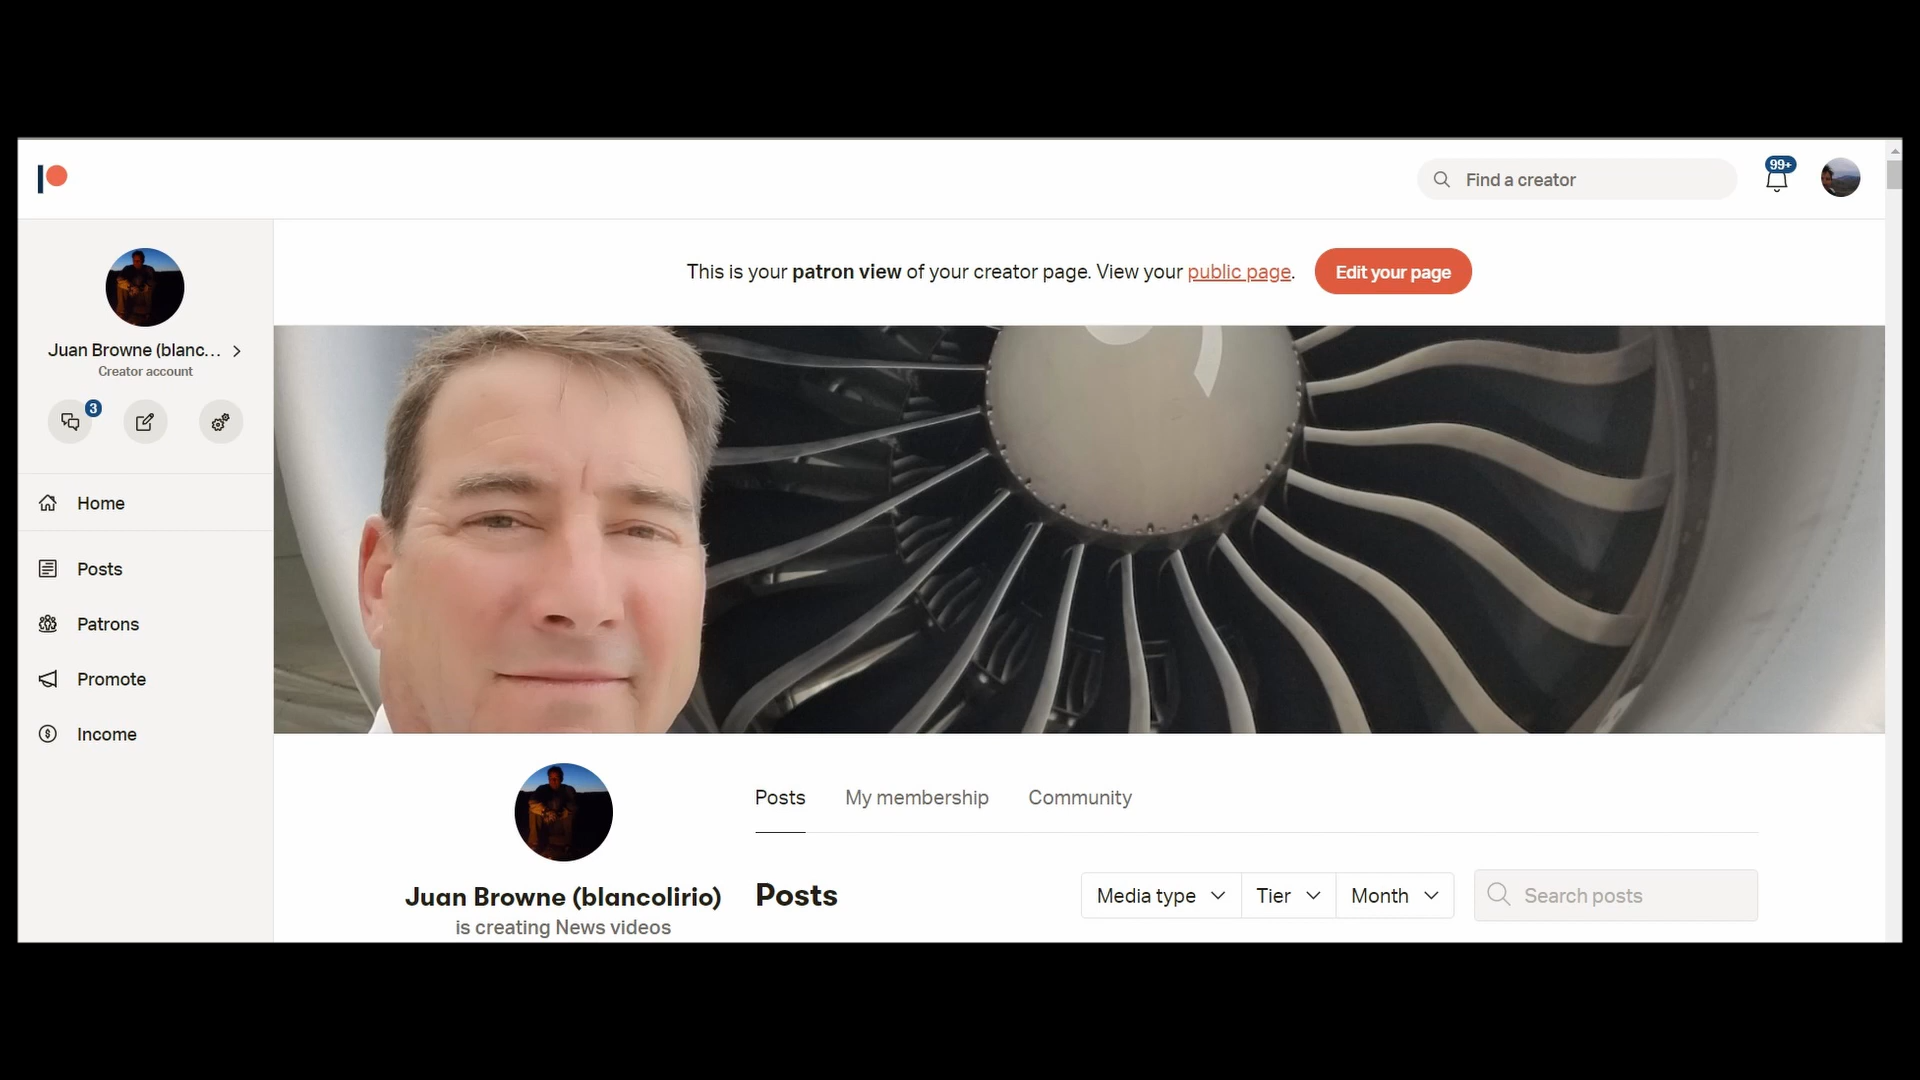 Find a creator
99+
This is your patron view of your creator page. View your public page.
Edit your page
Juan Browne (blanc...
Creator account
3
Home
Posts
Patrons
Promote
Income
Posts
My membership
Community
Juan Browne (blancolirio)
is creating News videos
Posts
Media type
Tier
Month
Search posts